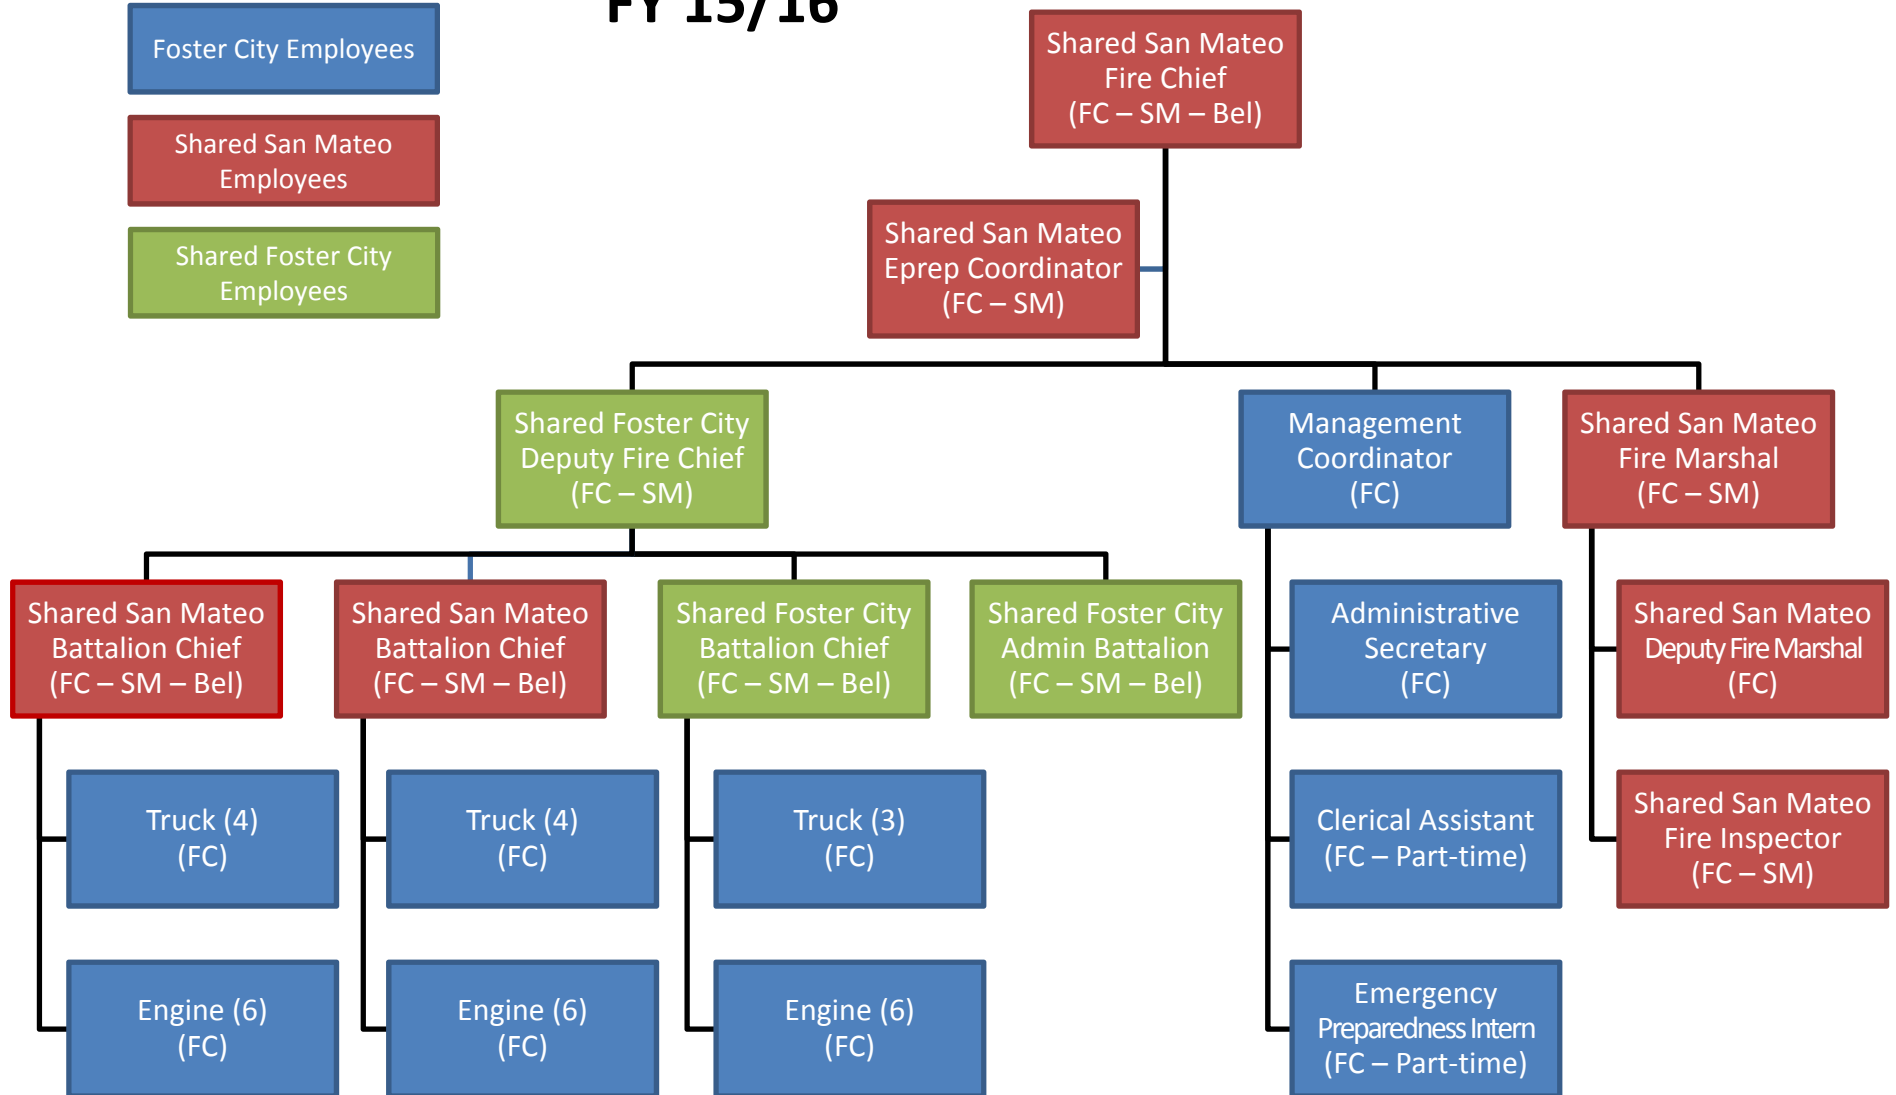 FY 15/16
Foster City Employees
Shared San Mateo
Employees
Shared Foster City
Employees
Shared San Mateo
Fire Chief
(FC – SM – Bel)
Shared San Mateo
Eprep Coordinator
(FC – SM)
Shared Foster City
Deputy Fire Chief
(FC – SM)
Management
Coordinator
(FC)
Shared San Mateo
Fire Marshal
(FC – SM)
Shared San Mateo
Battalion Chief
(FC – SM – Bel)
Shared San Mateo
Battalion Chief
(FC – SM – Bel)
Shared Foster City
Battalion Chief
(FC – SM – Bel)
Shared Foster City
Admin Battalion
(FC – SM – Bel)
Administrative
Secretary
(FC)
Shared San Mateo
Deputy Fire Marshal
(FC)
Truck (4)
(FC)
Truck (4)
(FC)
Truck (3)
(FC)
Clerical Assistant
(FC – Part-time)
Shared San Mateo
Fire Inspector
(FC – SM)
Engine (6)
(FC)
Engine (6)
(FC)
Engine (6)
(FC)
Emergency
Preparedness Intern
(FC – Part-time)